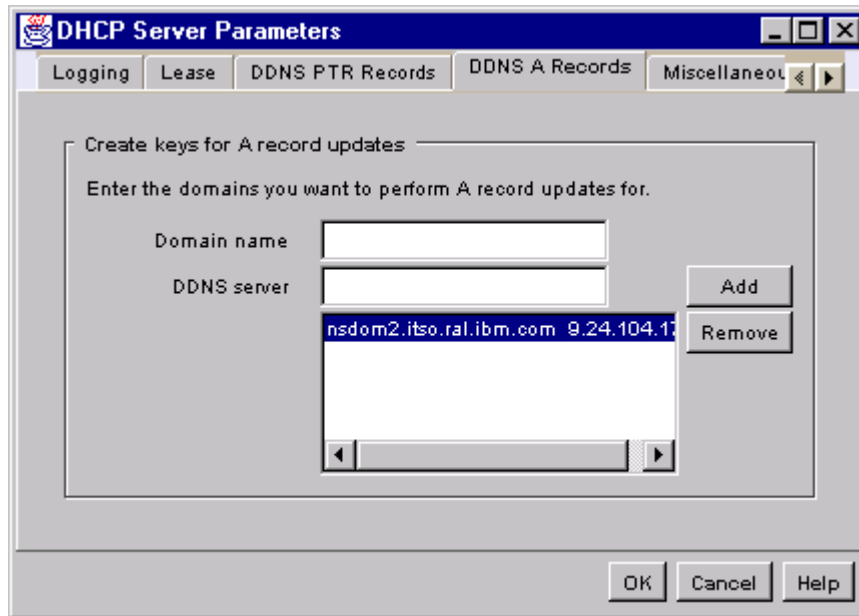 DHCP Server Parameters
Logging Lease DDNS PTR Records DDNS A Records
Create keys for A record updates
Enter the domains you want to perform A record updates for.
Domain name
DDNS server
Add
nsdom2.itso.ral.ibm.com 9.24.104.
Remove
OK Cancel Help